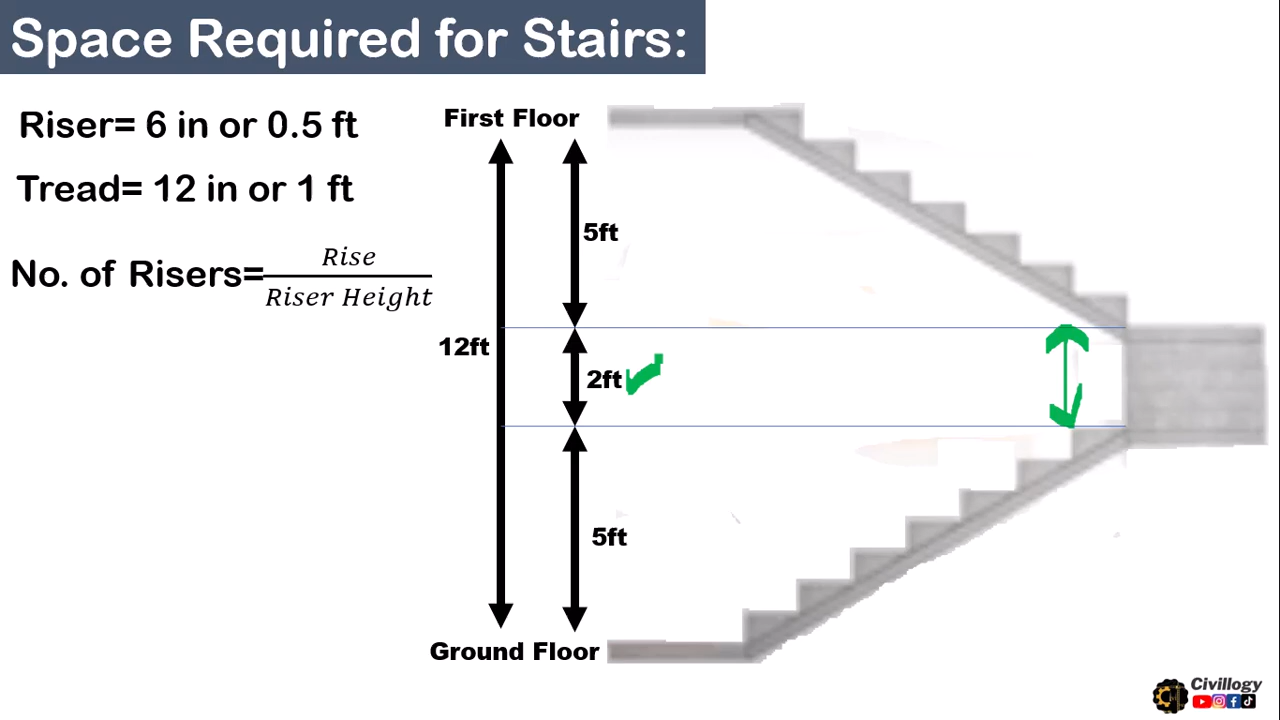 Space Required for Stairs:
Riser= 6 in or 0.5 ft
Tread= 12 in or 1 ft
No. of Risers= Rise / Riser Height
First Floor
5ft
12ft
2ft
5ft
Ground Floor
Civillogy